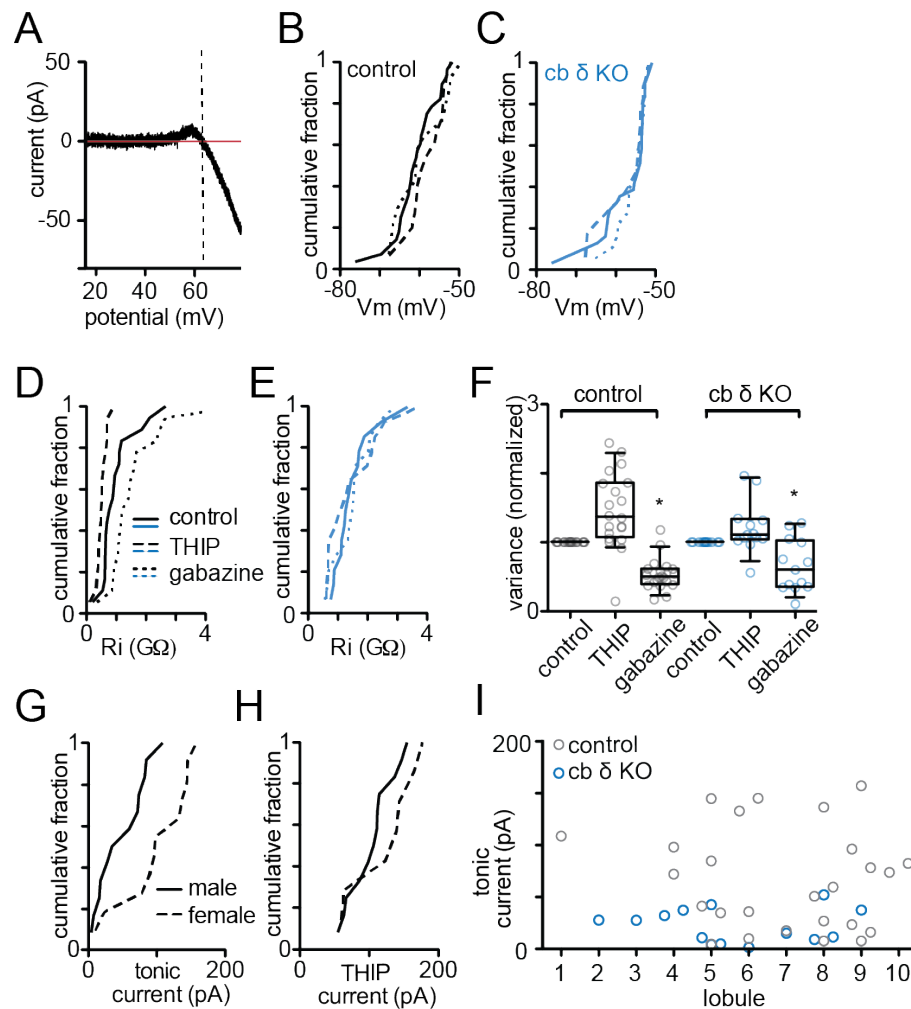 A
current (pA)
50
0
-50
20 40 60
potential (mV)
B
control
cumulative fraction
1
0
-80 -50
Vm (mV)
C
cb δ KO
cumulative fraction
1
0
-80 -50
Vm (mV)
D
cumulative fraction
1
0
0 4
Ri (GΩ)
control
THIP
gabazine
E
cumulative fraction
1
0
0 4
Ri (GΩ)
F
control cb δ KO
variance (normalized)
3
0
* *
control THIP gabazine control THIP gabazine
G
cumulative fraction
1
0
male
female
0 200
tonic
current (pA)
H
cumulative fraction
1
0
0 200
THIP
current (pA)
I
tonic
current (pA)
200
0
control
cb δ KO
1 2 3 4 5 6 7 8 9 10
lobule